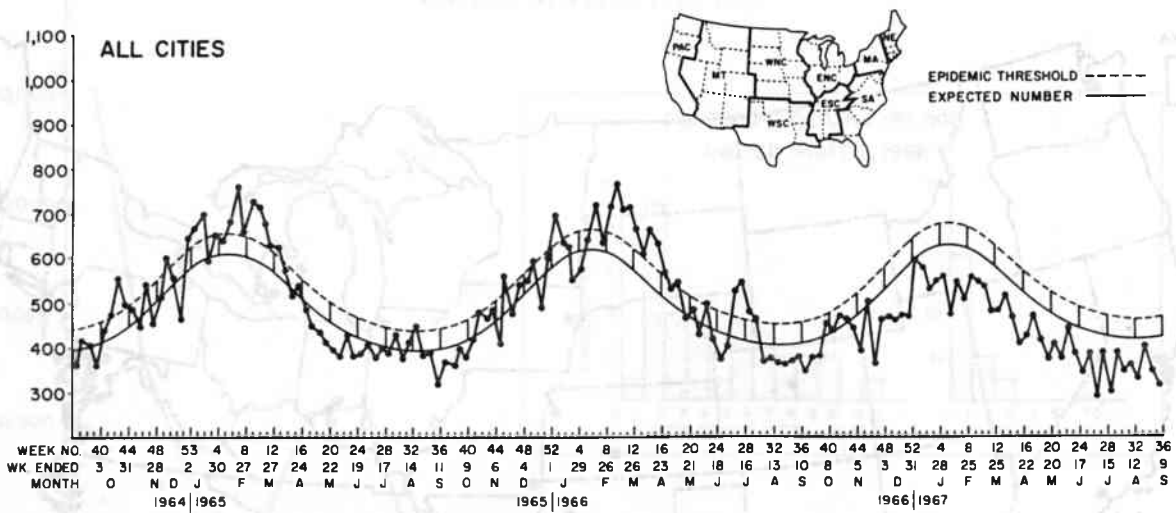 ALL CITIES
1,100
1,000
900
800
700
600
500
400
300
PAC
MT
WNC
WSC
ENC
ESC
MA
NE
SA
EPIDEMIC THRESHOLD
EXPECTED NUMBER
WEEK NO. 40 44 48 53 4 8 12 16 20 24 28 32 36 40 44 48 52 4 8 12 16 20 24 28 32 36 40 44 48 52 4 8 12 16 20 24 28 32 36
WK. ENDED 3 31 28 2 30 27 27 24 22 19 17 14 11 9 6 4 1 29 26 26 23 21 18 16 13 10 8 5 3 31 28 25 25 22 20 17 15 12 9
MONTH O N D J F M A M J J A S O N D J F M A M J J A S O N D J F M A M J J A S
1964 1965 1965 1966 1966 1967